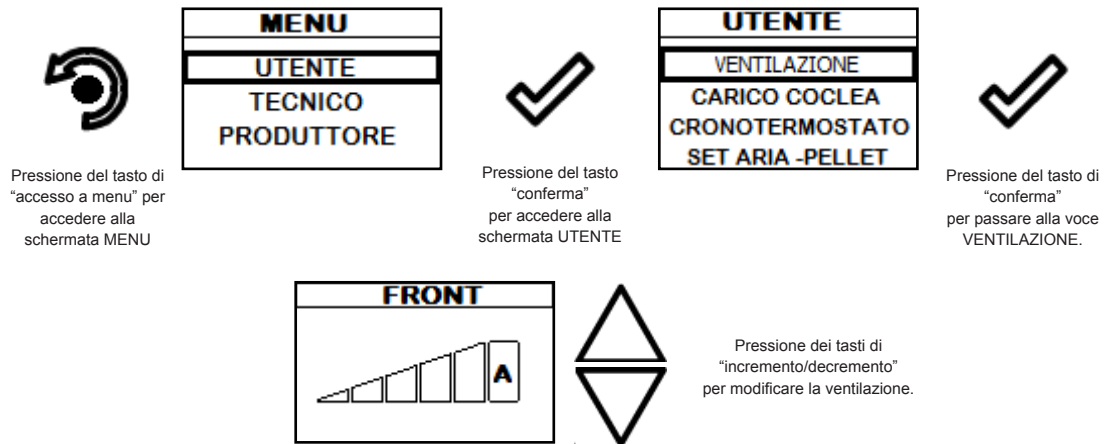 MENU
UTENTE
TECNICO
PRODUTTORE
Pressione del tasto di
“accesso a menu” per
accedere alla
schermata MENU
Pressione del tasto
“conferma”
per accedere alla
schermata UTENTE
UTENTE
VENTILAZIONE
CARICO COCLEA
CRONOTERMOSTATO
SET ARIA -PELLET
Pressione del tasto di
“conferma”
per passare alla voce
VENTILAZIONE.
FRONT
A
Pressione dei tasti di
“incremento/decremento”
per modificare la ventilazione.